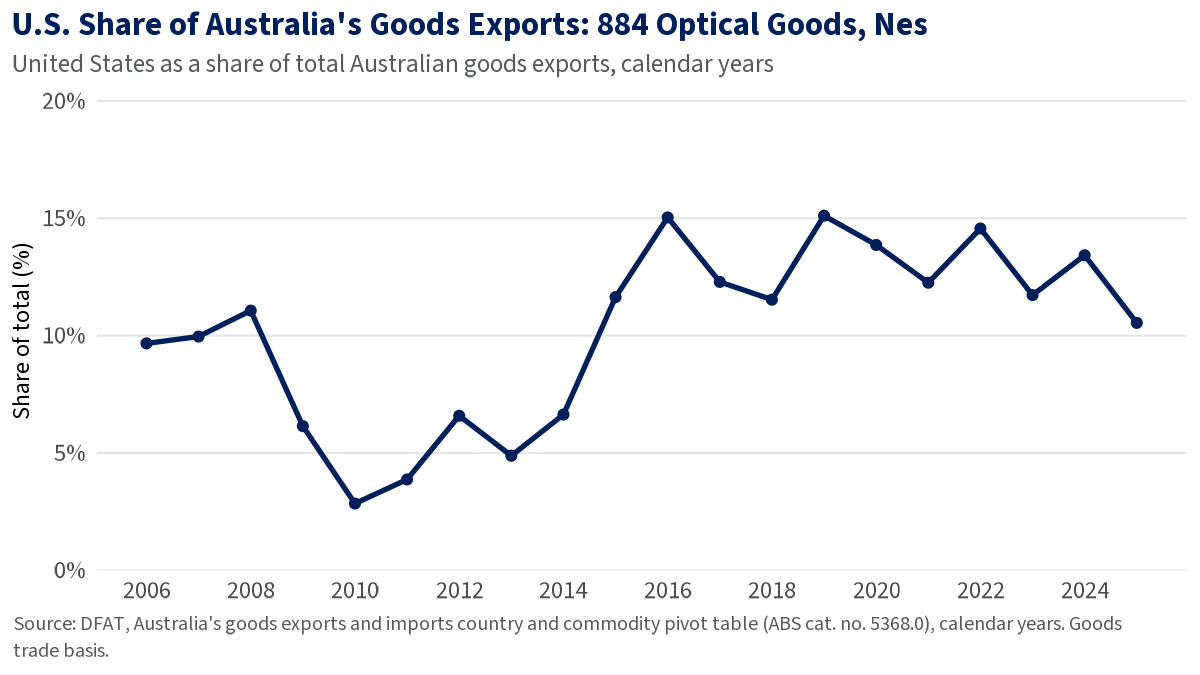 U.S. Share of Australia's Goods Exports: 884 Optical Goods, Nes
United States as a share of total Australian goods exports, calendar years
20%
15%
10%
5%
0%
Share of total (%)
2006 2008 2010 2012 2014 2016 2018 2020 2022 2024
Source: DFAT, Australia's goods exports and imports country and commodity pivot table (ABS cat. no. 5368.0), calendar years. Goods
trade basis.